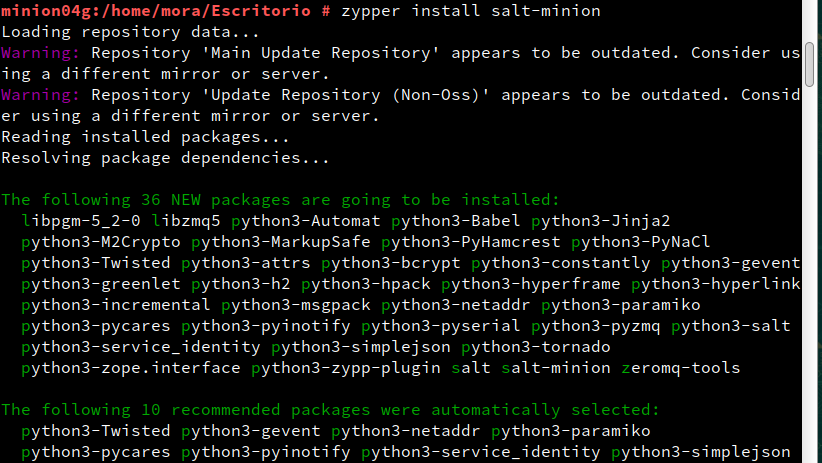 minion04g:/home/mora/Escritorio # zypper install salt-minion
Loading repository data...
Warning: Repository 'Main Update Repository' appears to be outdated. Consider us
ing a different mirror or server.
Warning: Repository 'Update Repository (Non-Oss)' appears to be outdated. Consid
er using a different mirror or server.
Reading installed packages...
Resolving package dependencies...
The following 36 NEW packages are going to be installed:
libpgm-5_2-0 libzmq5 python3-Automat python3-Babel python3-Jinja2
python3-M2Crypto python3-MarkupSafe python3-PyHamcrest python3-PyNaCl
python3-Twisted python3-attrs python3-bcrypt python3-constantly python3-gevent
python3-greenlet python3-h2 python3-hpack python3-hyperframe python3-hyperlink
python3-incremental python3-msgpack python3-netaddr python3-paramiko
python3-pycares python3-pyinotify python3-pyserial python3-pyzmq python3-salt
python3-service_identity python3-simplejson python3-tornado
python3-zope.interface python3-zypp-plugin salt salt-minion zeromq-tools
The following 10 recommended packages were automatically selected:
python3-Twisted python3-gevent python3-netaddr python3-paramiko
python3-pycares python3-pyinotify python3-service_identity python3-simplejson